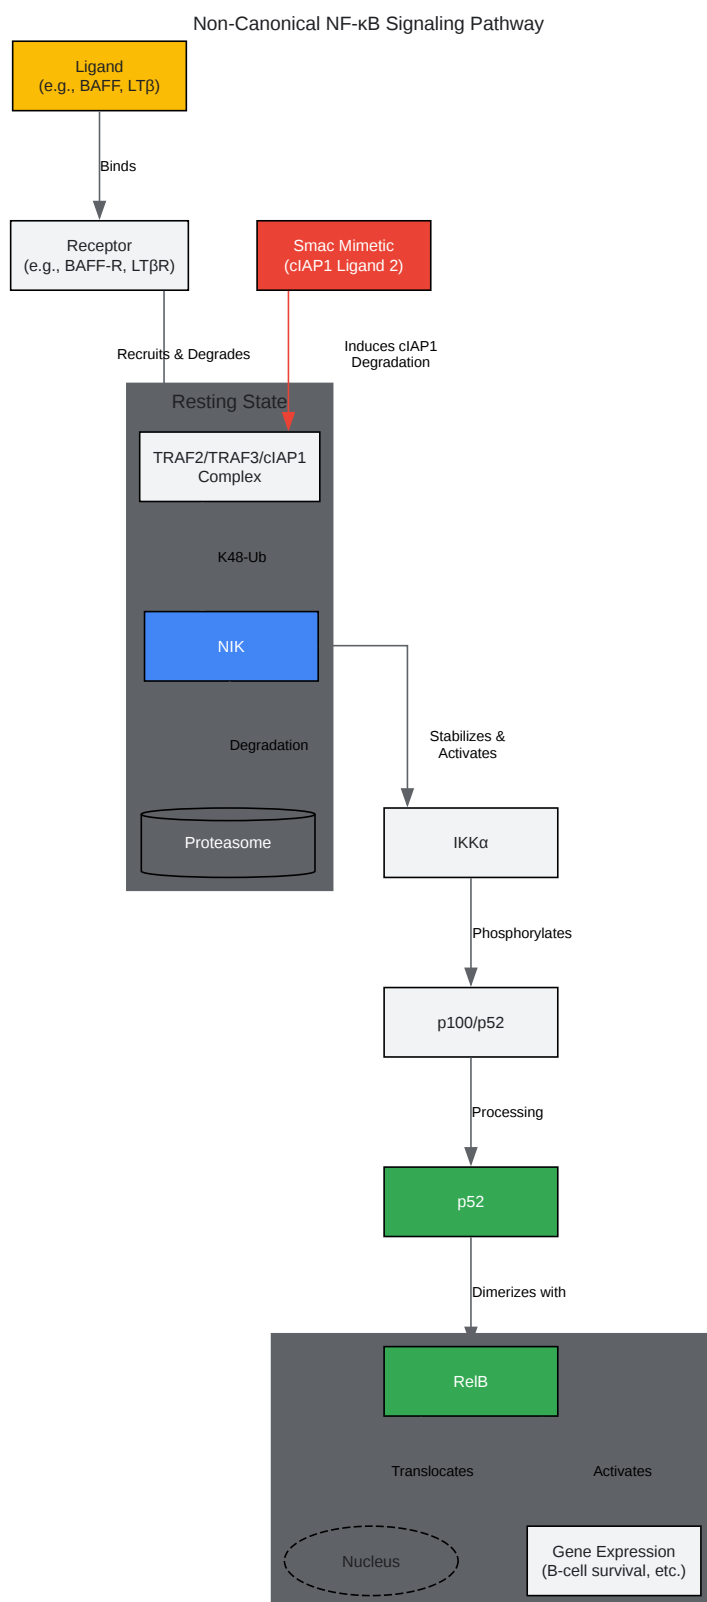 Non-Canonical NF-κB Signaling Pathway
Ligand
(e.g., BAFF, LTβ)
Binds
Receptor
(e.g., BAFF-R, LTβR)
Smac Mimetic
(cIAP1 Ligand 2)
Recruits & Degrades
Induces cIAP1
Degradation
Resting State
TRAF2/TRAF3/cIAP1
Complex
K48-Ub
NIK
Degradation
Stabilizes &
Activates
Proteasome
IKKα
Phosphorylates
p100/p52
Processing
p52
Dimerizes with
RelB
Translocates
Activates
Nucleus
Gene Expression
(B-cell survival, etc.)